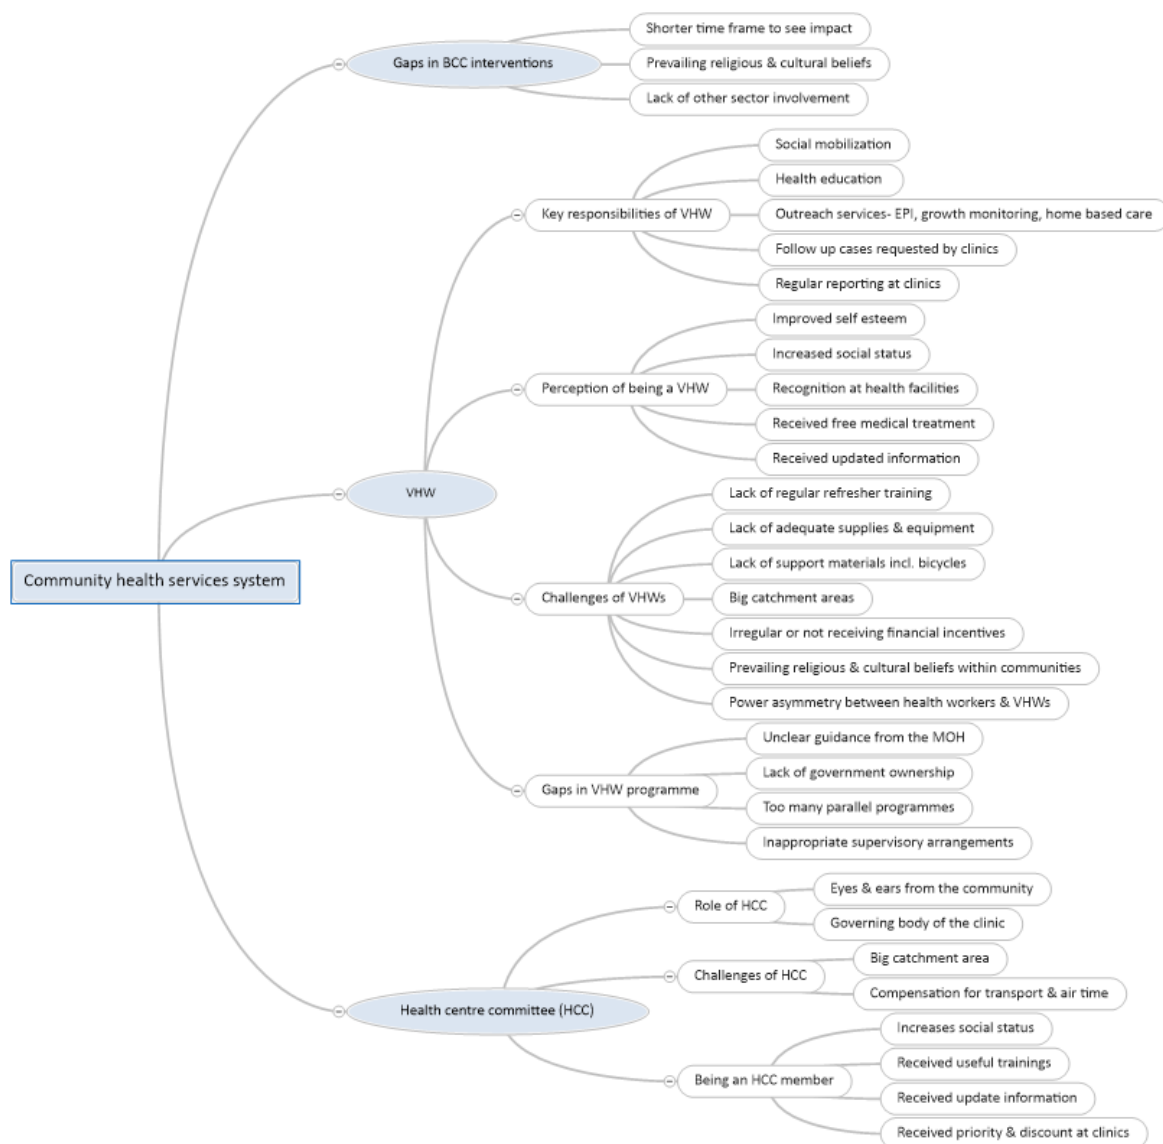 Shorter time frame to see impact
Gaps in BCC interventions
Prevailing religious & cultural beliefs
Lack of other sector involvement
Social mobilization
Health education
Key responsibilities of VHW
Outreach services- EPI, growth monitoring, home based care
Follow up cases requested by clinics
Regular reporting at clinics
Improved self esteem
Increased social status
Perception of being a VHW
Recognition at health facilities
Received free medical treatment
Received updated information
VHW
Lack of regular refresher training
Lack of adequate supplies & equipment
Lack of support materials incl. bicycles
Community health services system
Challenges of VHWs
Big catchment areas
Irregular or not receiving financial incentives
Prevailing religious & cultural beliefs within communities
Power asymmetry between health workers & VHWs
Unclear guidance from the MOH
Lack of government ownership
Gaps in VHW programme
Too many parallel programmes
Inappropriate supervisory arrangements
Eyes & ears from the community
Role of HCC
Governing body of the clinic
Big catchment area
Challenges of HCC
Compensation for transport & air time
Health centre committee (HCC)
Increases social status
Received useful trainings
Being an HCC member
Received update information
Received priority & discount at clinics